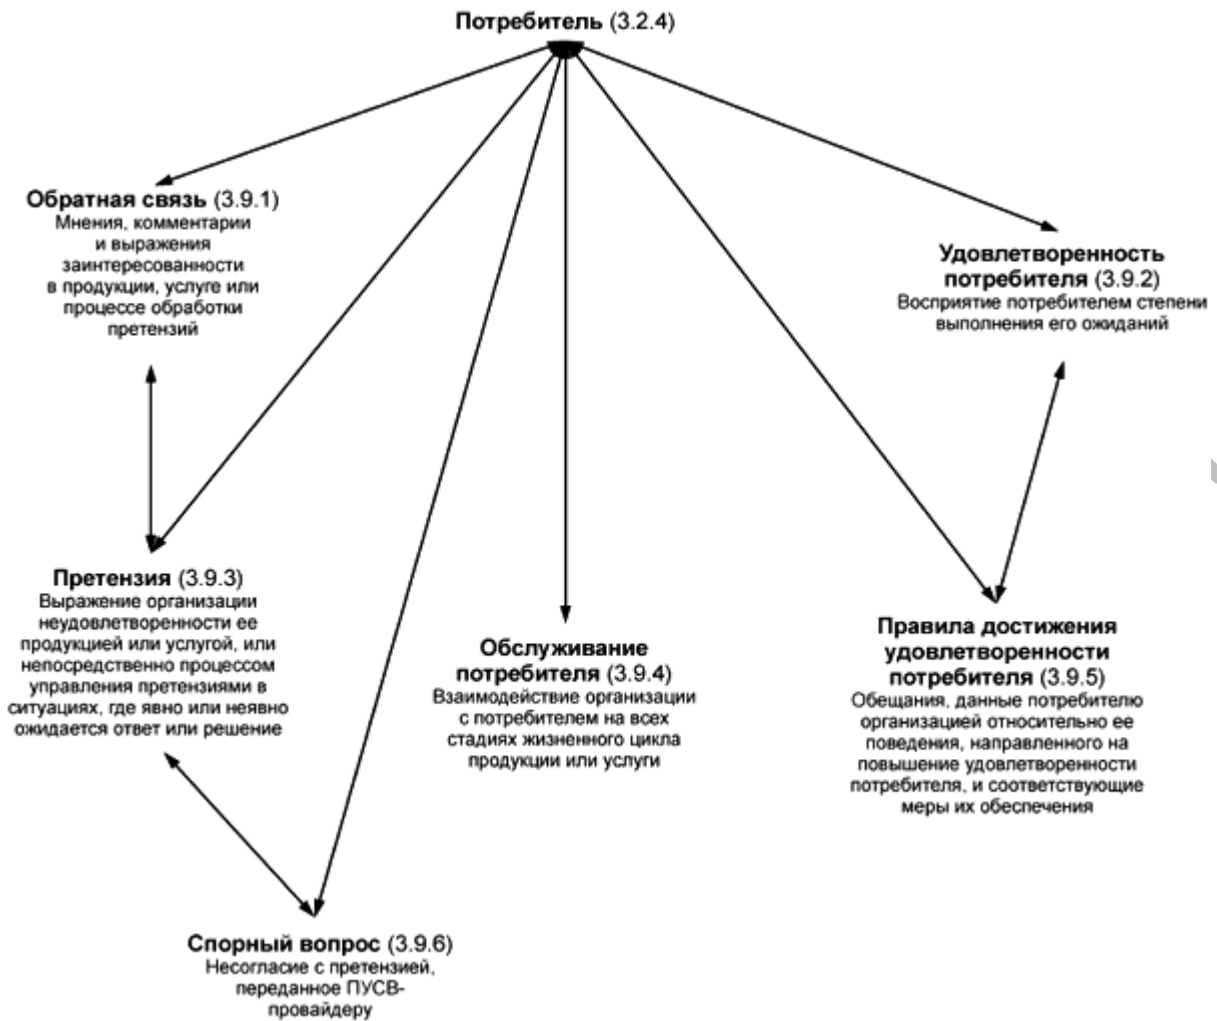 Потребитель (3.2.4)
Обратная связь (3.9.1)
Мнения, комментарии
и выражения
заинтересованности
в продукции, услуге или
процессе обработки
претензий
Удовлетворенность
потребителя (3.9.2)
Восприятие потребителем степени
выполнения его ожиданий
Претензия (3.9.3)
Выражение организации
неудовлетворенности ее
продукцией или услугой, или
непосредственно процессом
управления претензиями в
ситуациях, где явно или неявно
ожидается ответ или решение
Обслуживание
потребителя (3.9.4)
Взаимодействие организации
с потребителем на всех
стадиях жизненного цикла
продукции или услуги
Правила достижения
удовлетворенности
потребителя (3.9.5)
Обещания, данные потребителю
организацией относительно ее
поведения, направленного на
повышение удовлетворенности
потребителя, и соответствующие
меры их обеспечения
Спорный вопрос (3.9.6)
Несогласие с претензией,
переданное ПУСВ-
провайдеру